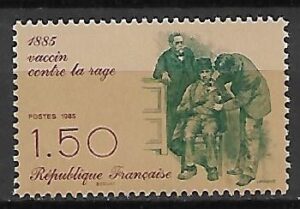 1885
vaccin
contre la rage
POSTES 1985
1.50
République Française